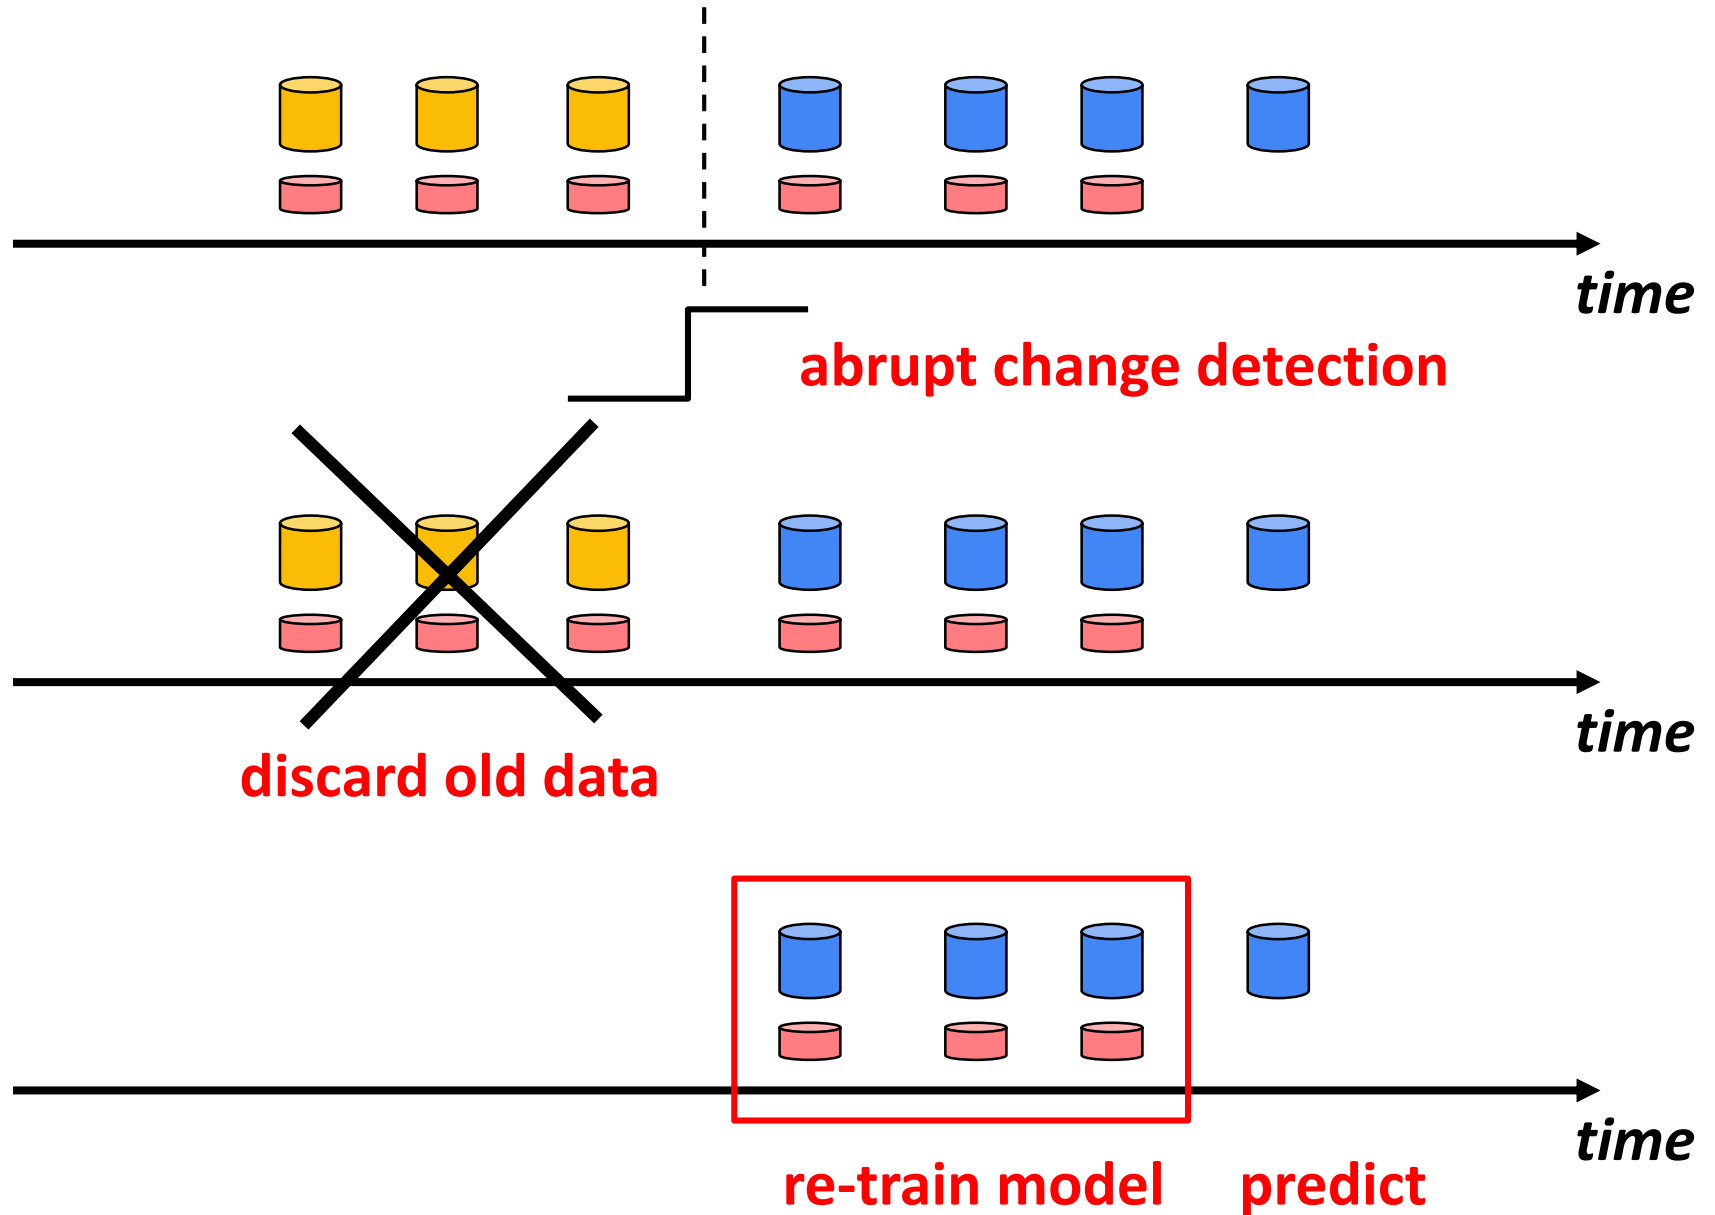 time
abrupt change detection
time
discard old data
time
re-train model
predict